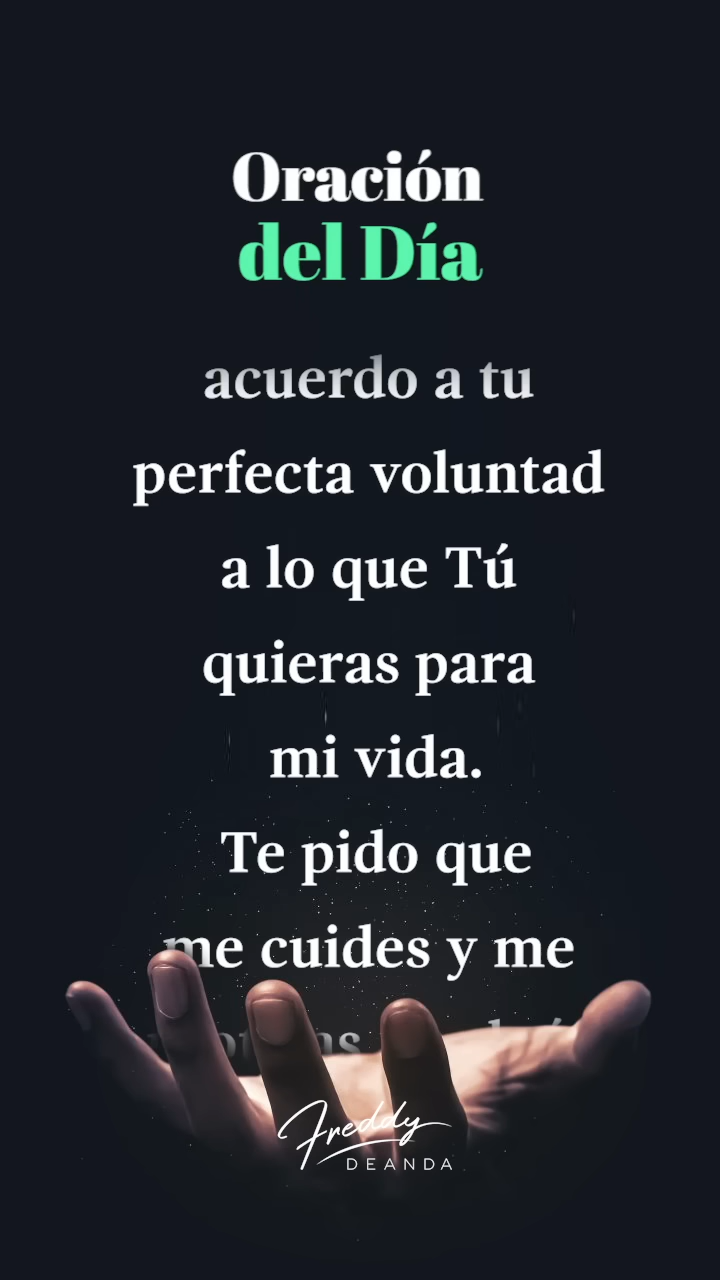 Oración
del Día
acuerdo a tu
perfecta voluntad
a lo que Tú
quieras para
mi vida.
Te pido que
me cuides y me
Freddy
DEANDA